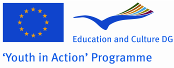 Education and Culture DG
‘Youth in Action’ Programme